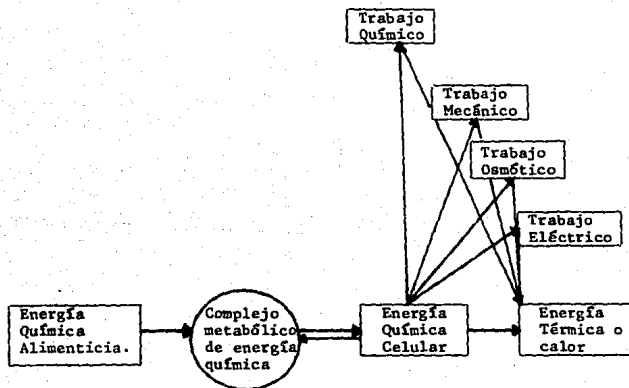 Trabajo
Químico
Trabajo
Mecánico
Trabajo
Osmótico
Trabajo
Eléctrico
Energía
Química
Alimenticia.
Complejo
metabólico
de energía
química
Energía
Química
Celular
Energía
Térmica o
calor